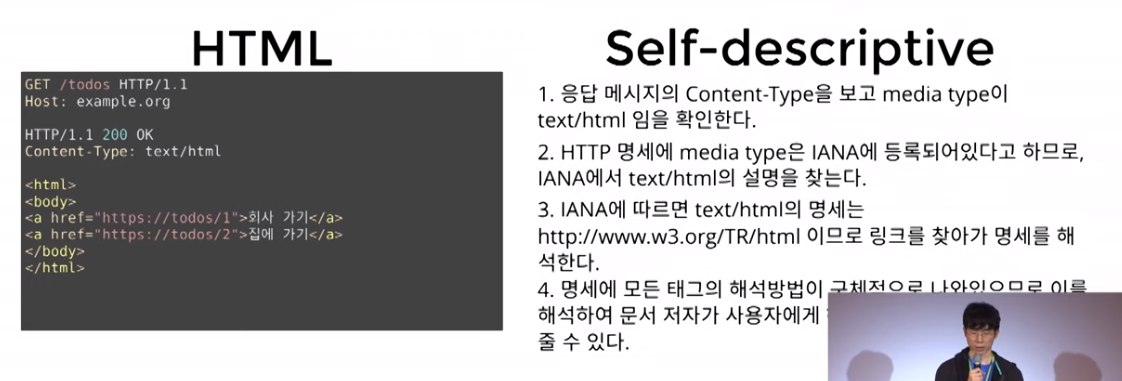 HTML
GET /todos HTTP/1.1
Host: example.org
HTTP/1.1 200 OK
Content-Type: text/html
<html>
<body>
<a href="https://todos/1">회사 가기</a>
<a href="https://todos/2">집에 가기</a>
</body>
</html>
Self-descriptive
1. 응답 메시지의 Content-Type을 보고 media type이
text/html 임을 확인한다.
2. HTTP 명세에 media type은 IANA에 등록되어있다고 하므로,
IANA에서 text/html의 설명을 찾는다.
3. IANA에 따르면 text/html의 명세는
http://www.w3.org/TR/html 이므로 링크를 찾아가 명세를 해
석한다.
4. 명세에 모든 태그의 해석방법이 구체적으로 나와있으므로 이를
해석하여 문서 저자가 사용자에게
줄 수 있다.